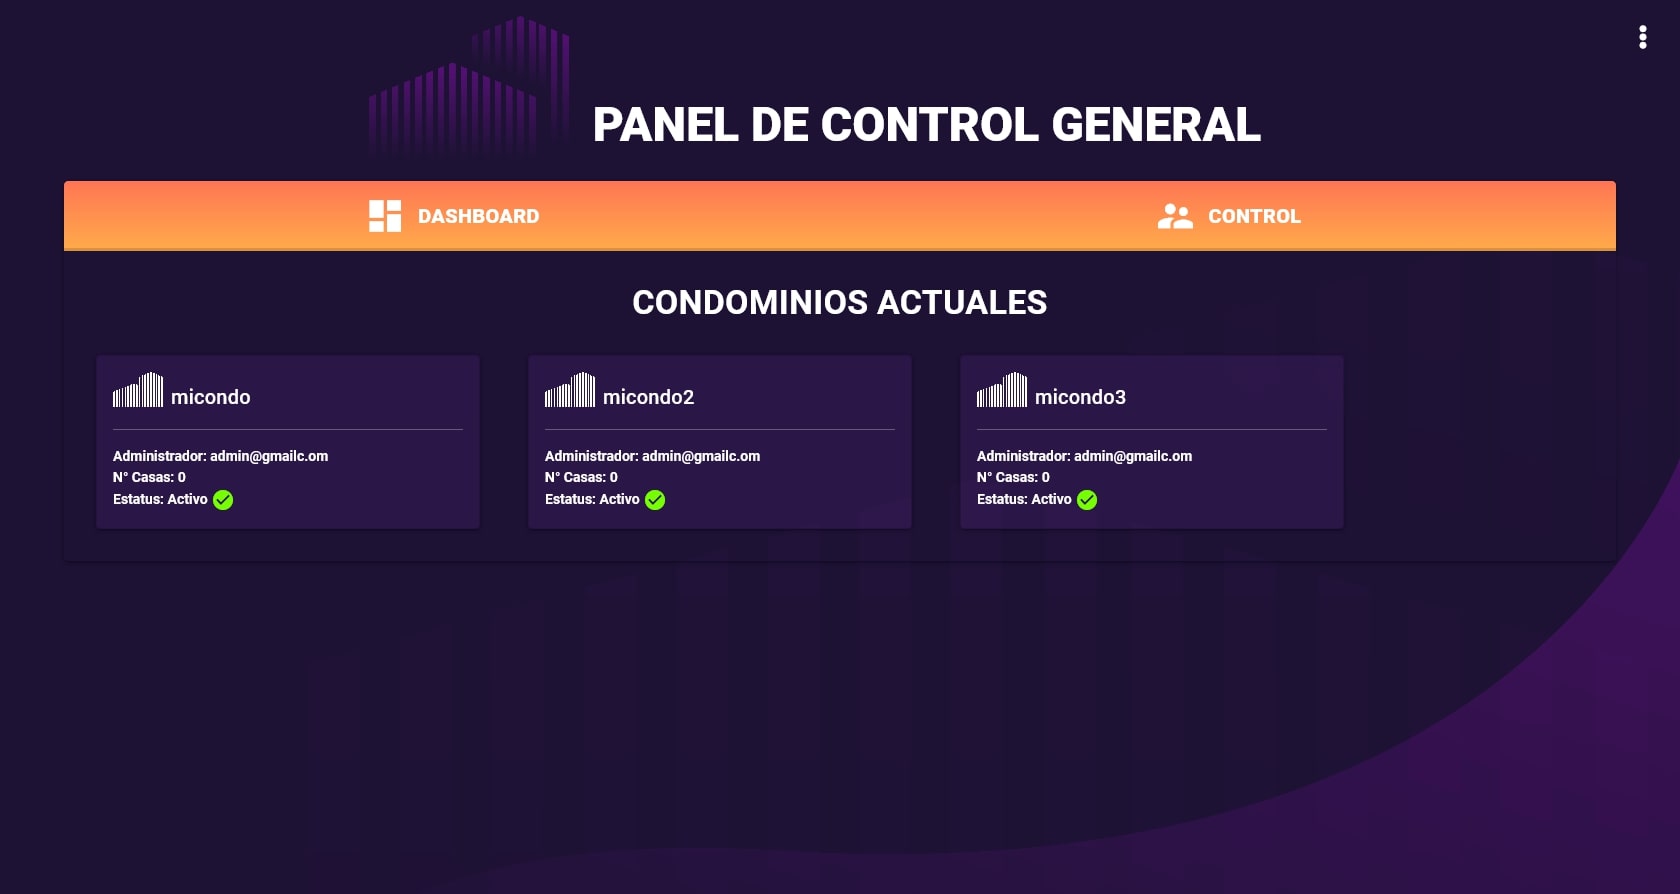 PANEL DE CONTROL GENERAL
DASHBOARD
CONTROL
CONDOMINIOS ACTUALES
micondo
Administrador: admin@gmailc.om
N° Casas: 0
Estatus: Activo
micondo2
Administrador: admin@gmailc.om
N° Casas: 0
Estatus: Activo
micondo3
Administrador: admin@gmailc.om
N° Casas: 0
Estatus: Activo